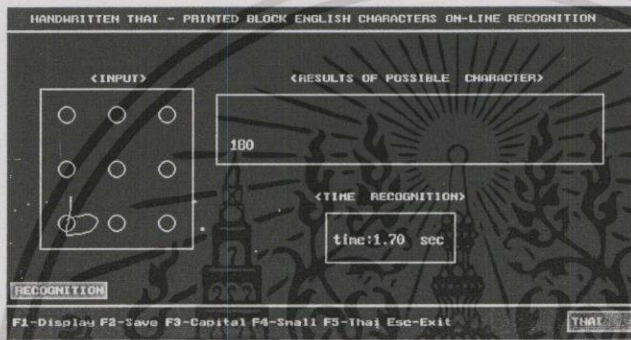 HANDWRITTEN THAI - PRINTED BLOCK ENGLISH CHARACTERS ON-LINE RECOGNITION
<INPUT>
<RESULTS OF POSSIBLE CHARACTER>
180
<TIME RECOGNITION>
time:1.70 sec
RECOGNITION
F1-Display F2-Save F3-Capital F4-Small F5-Thai Esc-Exit
THAI